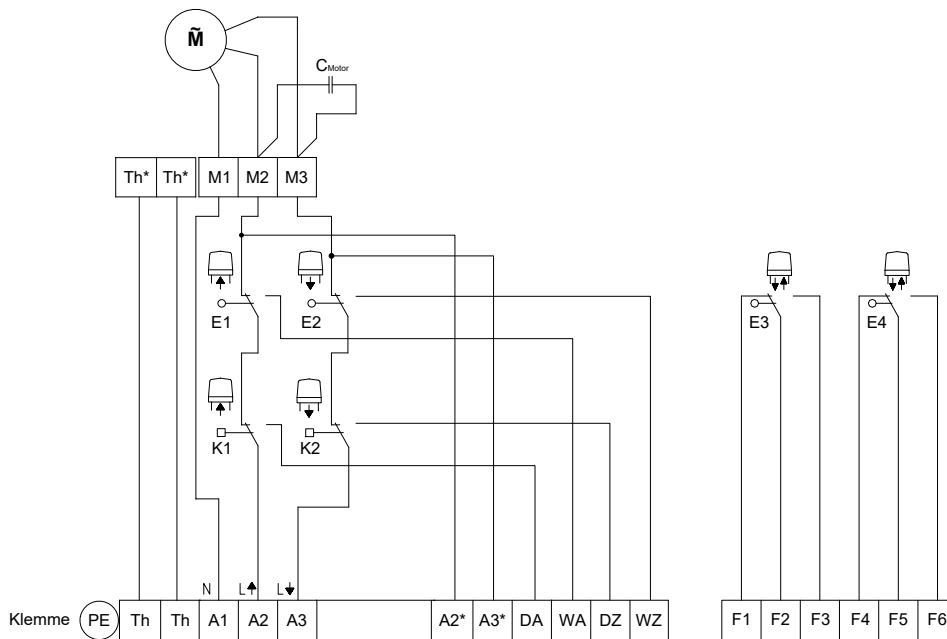 M̃
CMotor
Th* Th* M1 M2 M3
E1 E2 E3 E4
K1 K2
N L L
Klemme PE Th Th A1 A2 A3 A2* A3* DA WA DZ WZ F1 F2 F3 F4 F5 F6